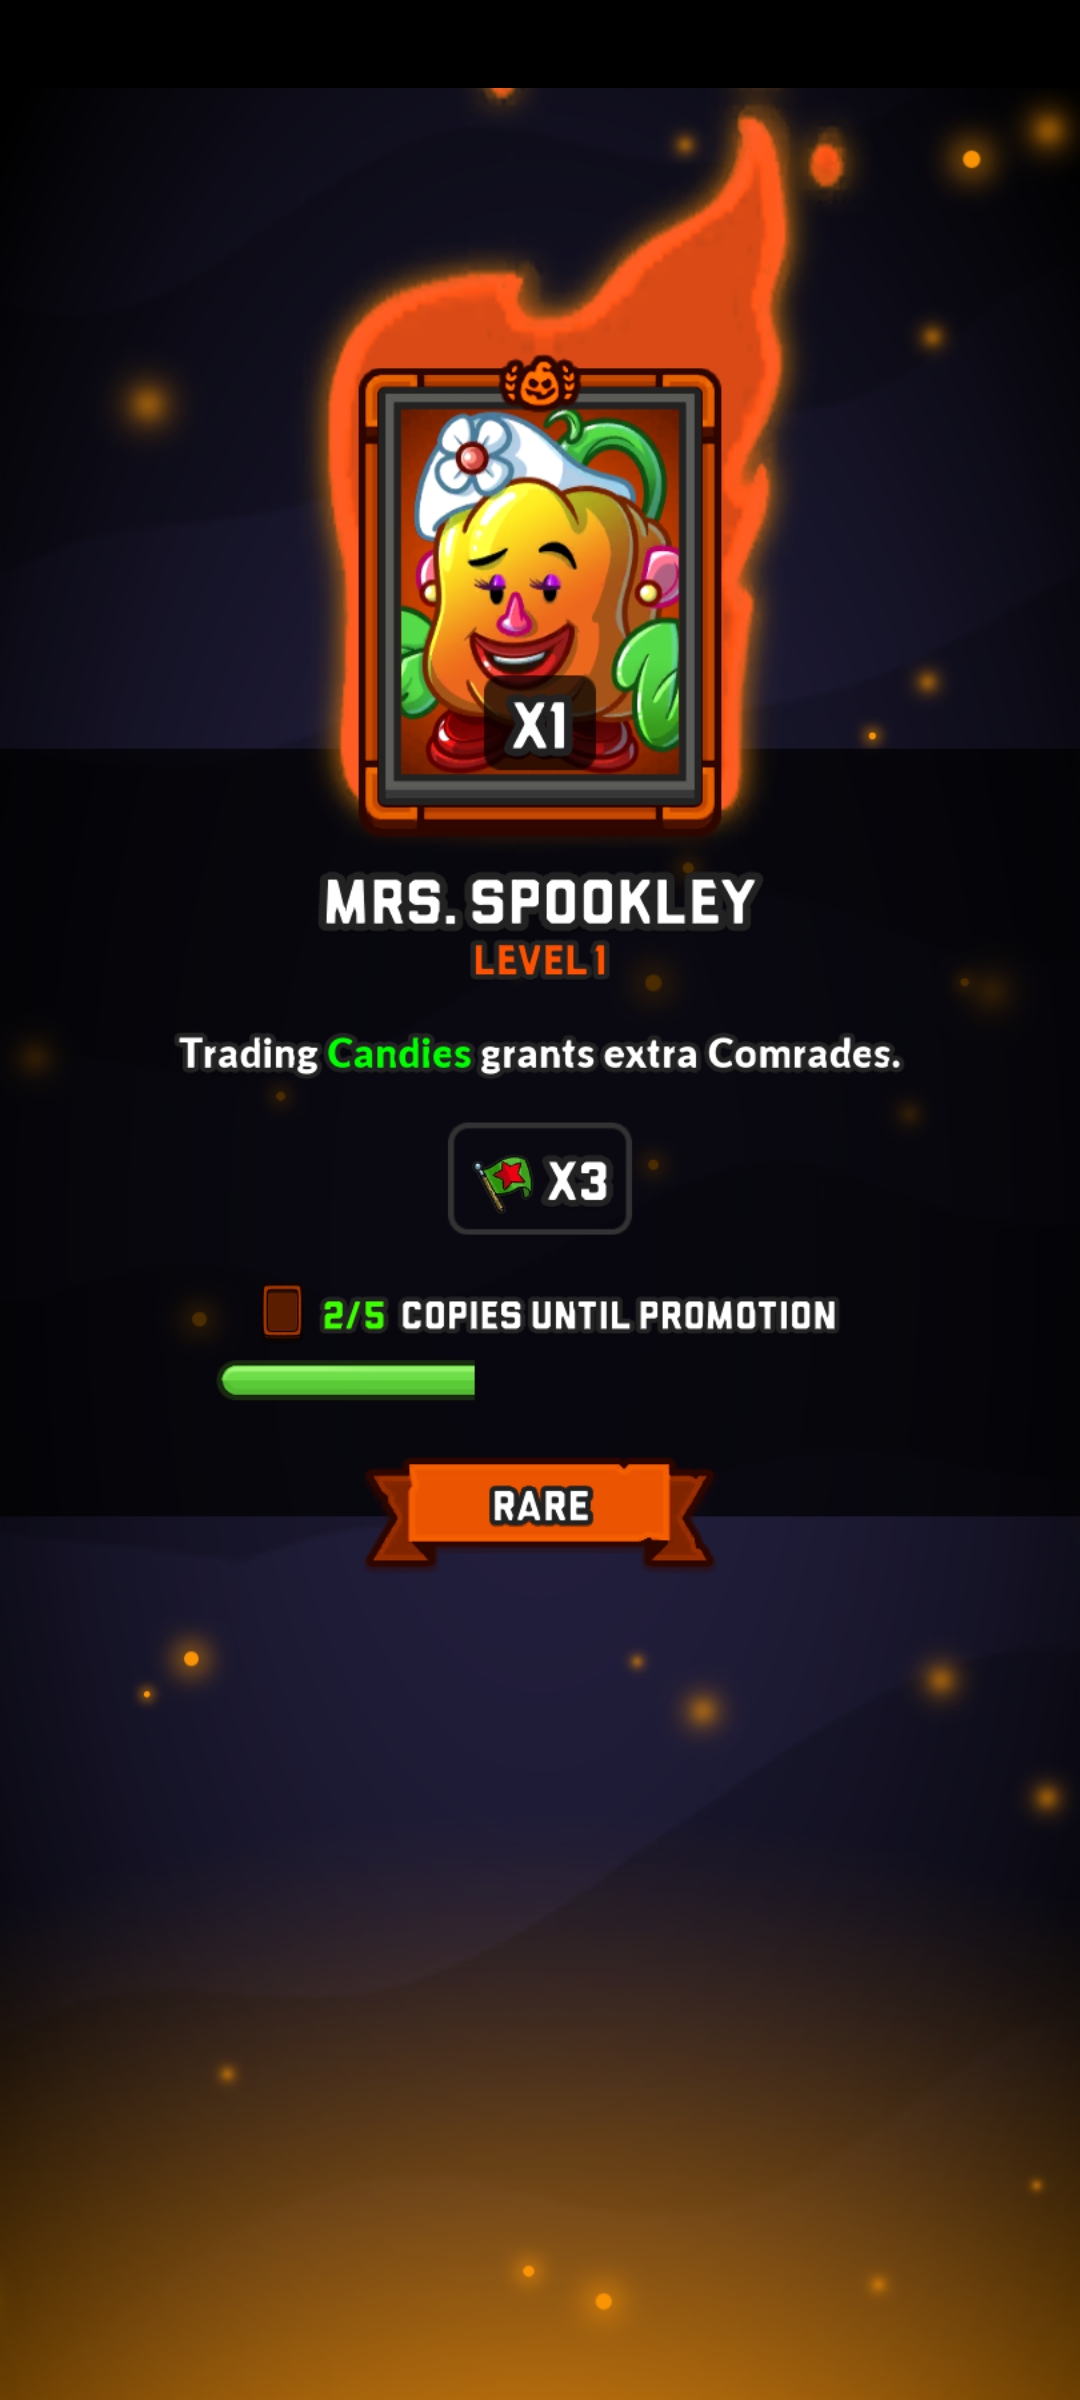 X1
MRS. SPOOKLEY
LEVEL 1
Trading Candies grants extra Comrades.
X3
2/5 COPIES UNTIL PROMOTION
RARE